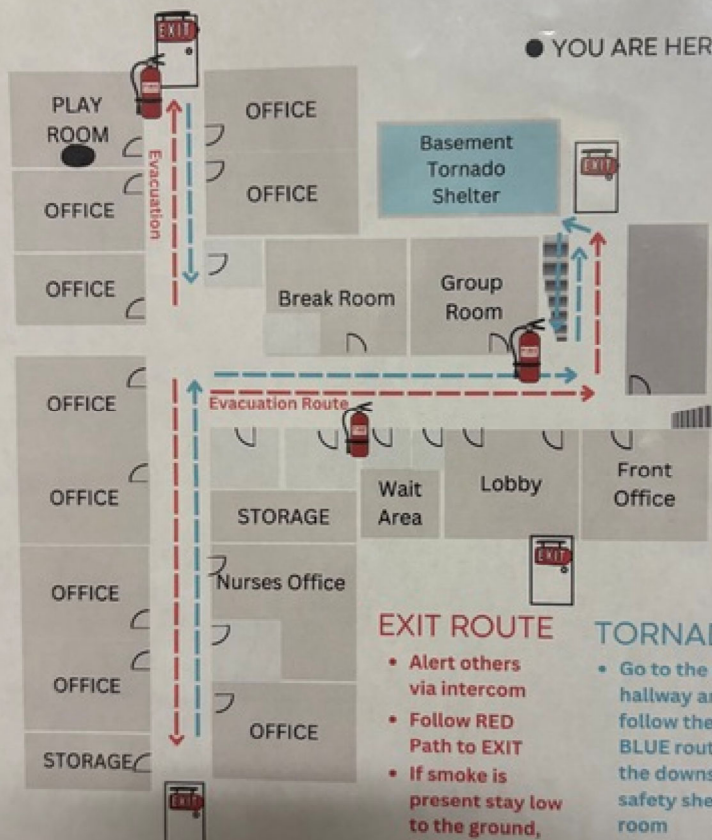 EXIT
YOU ARE HER
PLAY
ROOM
OFFICE
OFFICE
OFFICE
OFFICE
Evacuation
Basement
Tornado
Shelter
EXIT
Break Room
Group
Room
Evacuation Route
OFFICE
OFFICE
OFFICE
OFFICE
STORAGE
STORAGE
Wait
Area
Lobby
Front
Office
Nurses Office
OFFICE
EXIT
EXIT
EXIT ROUTE
• Alert others
via intercom
• Follow RED
Path to EXIT
• If smoke is
present stay low
to the ground,
TORNA
• Go to the
hallway a
follow the
BLUE rout
the downs
safety she
room